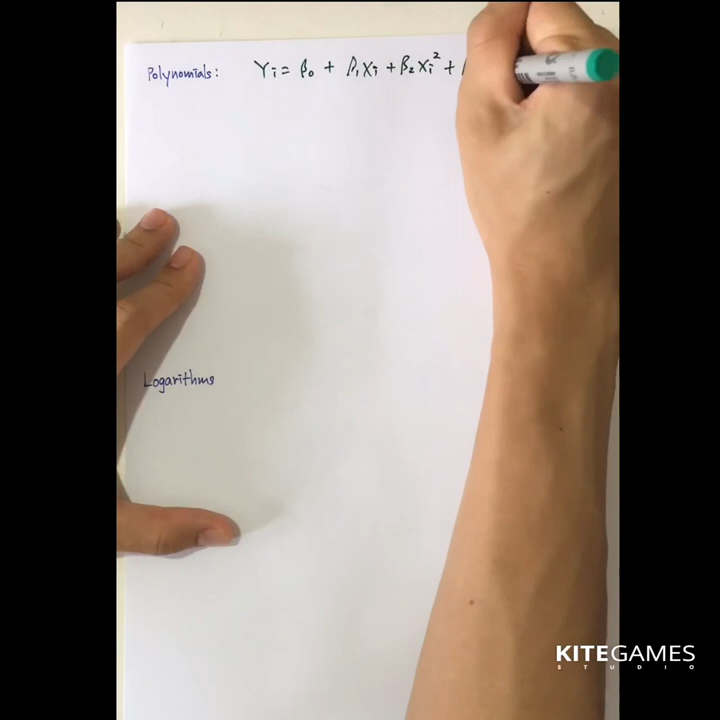 Polynomials: Yi = β₀ + β₁Xi + β₂Xi² +
Logarithms
KITEGAMES
STUDIO